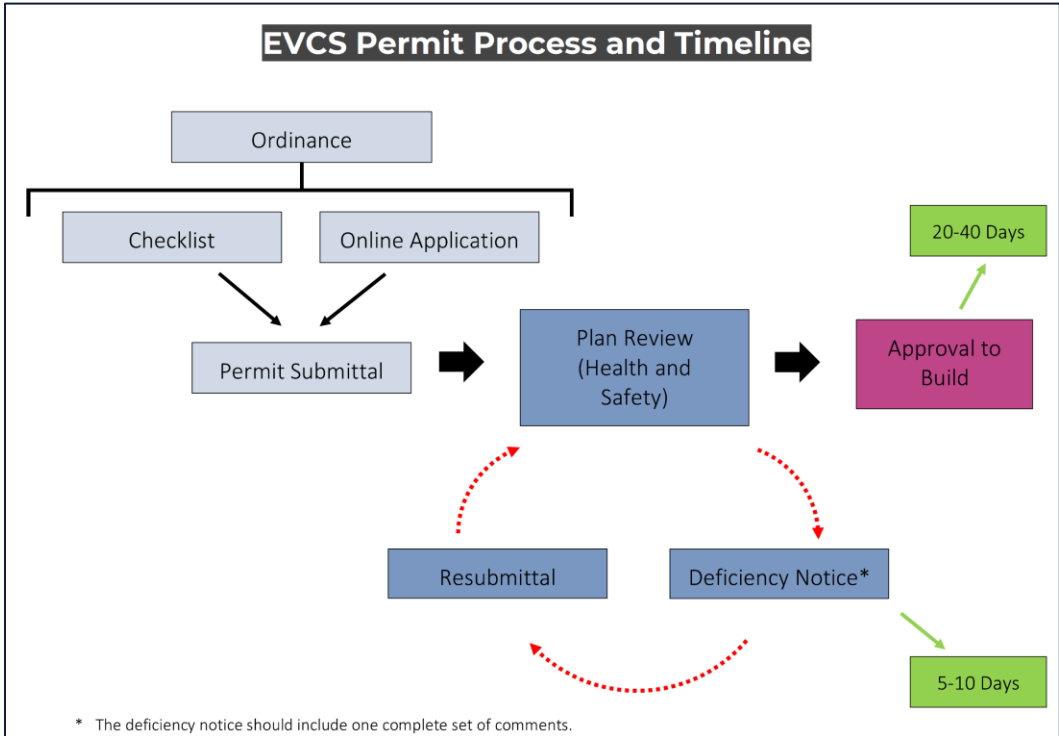 EVCS Permit Process and Timeline
Ordinance
Checklist
Online Application
Permit Submittal
Plan Review
(Health and
Safety)
Approval to
Build
20-40 Days
Resubmittal
Deficiency Notice*
5-10 Days
* The deficiency notice should include one complete set of comments.